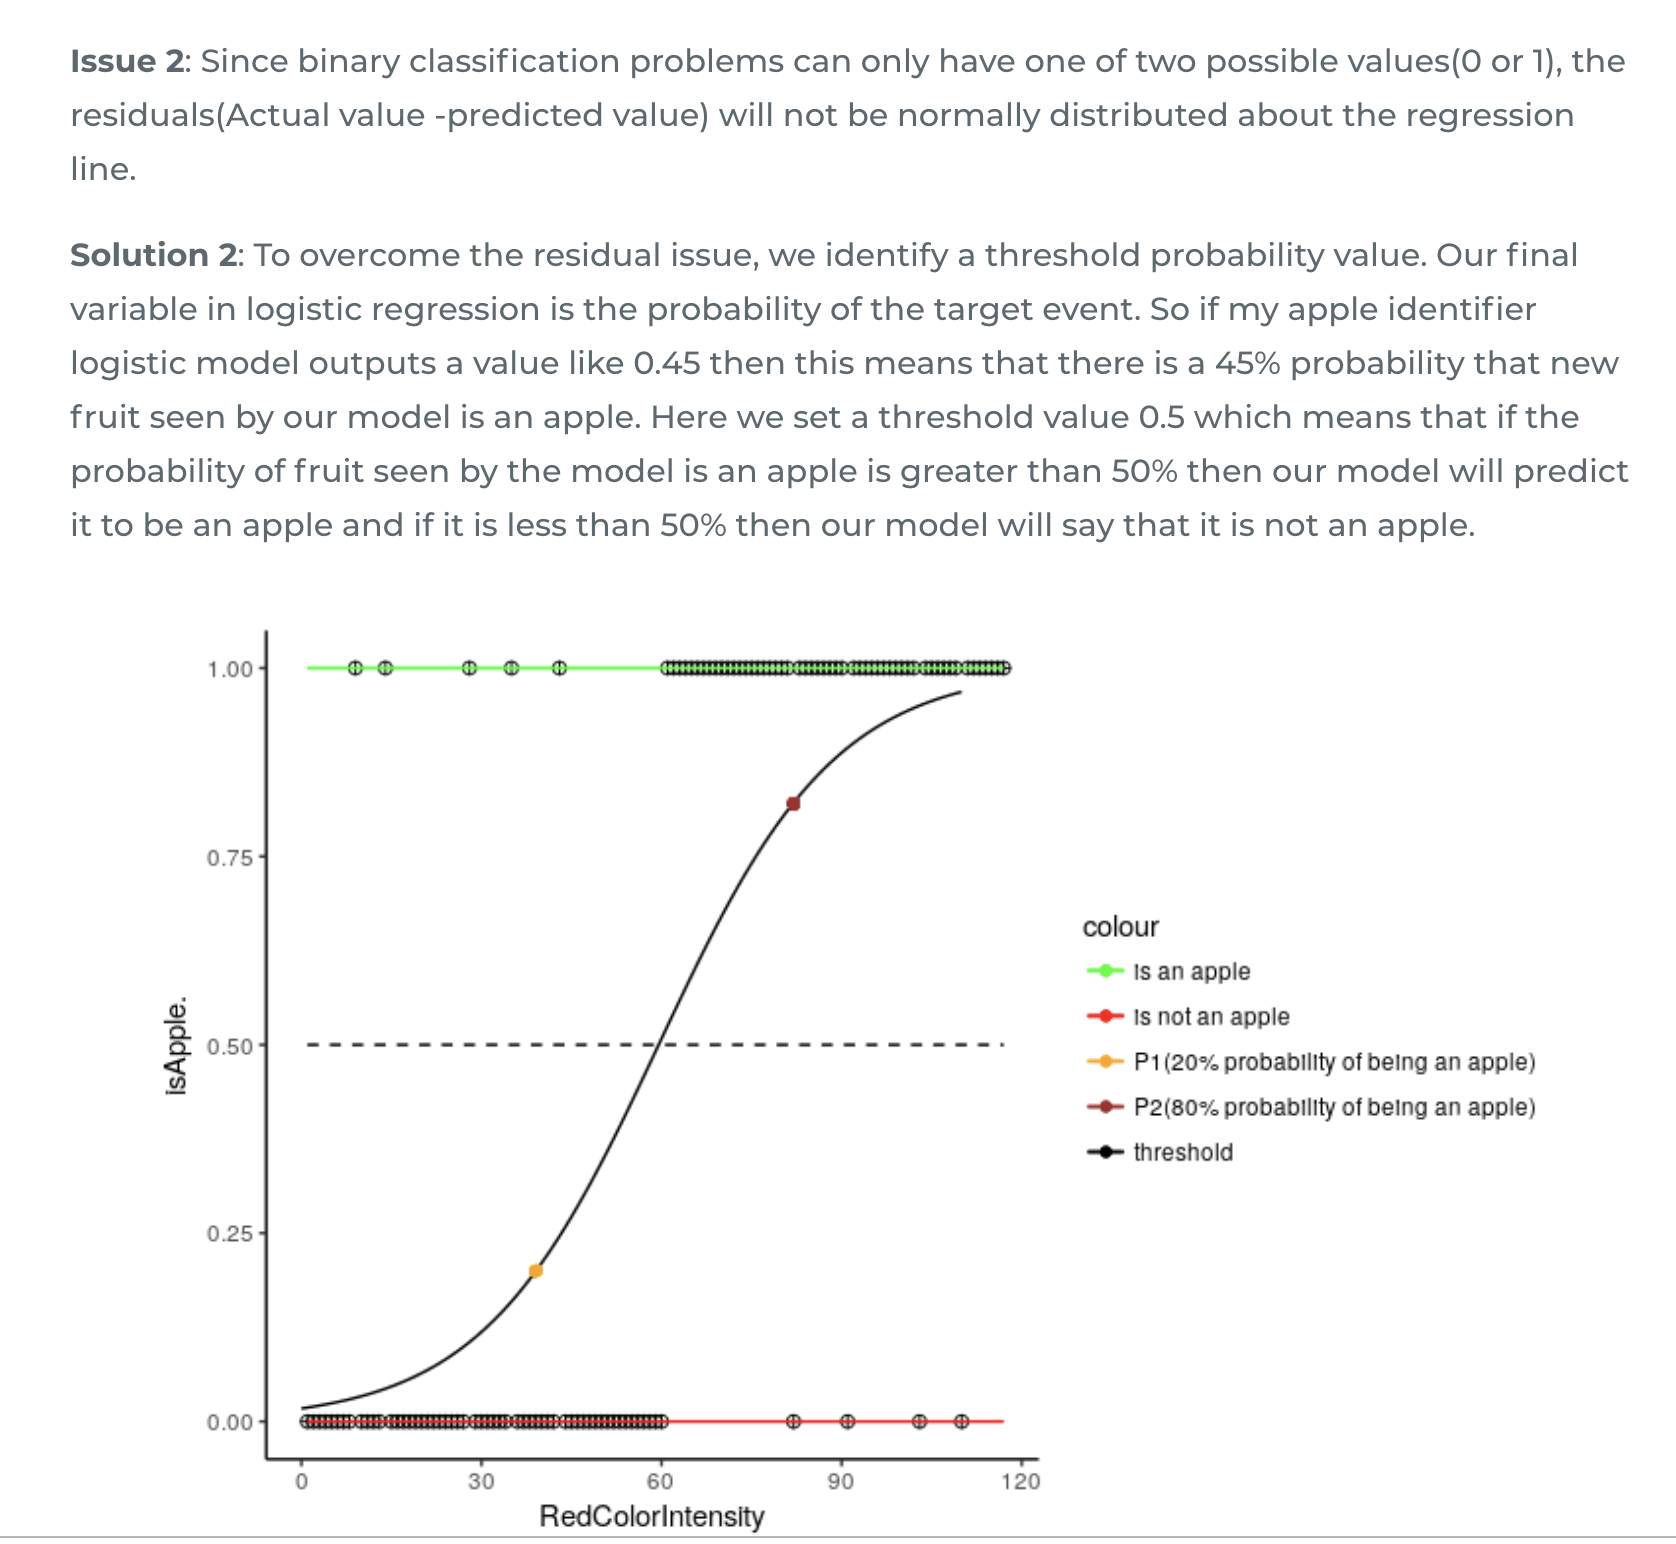 Issue 2: Since binary classification problems can only have one of two possible values(0 or 1), the
residuals(Actual value -predicted value) will not be normally distributed about the regression
line.
Solution 2: To overcome the residual issue, we identify a threshold probability value. Our final
variable in logistic regression is the probability of the target event. So if my apple identifier
logistic model outputs a value like 0.45 then this means that there is a 45% probability that new
fruit seen by our model is an apple. Here we set a threshold value 0.5 which means that if the
probability of fruit seen by the model is an apple is greater than 50% then our model will predict
it to be an apple and if it is less than 50% then our model will say that it is not an apple.
1.00
0.75
0.50
0.25
0.00
isApple.
0 30 60 90 120
RedColorIntensity
colour
is an apple
is not an apple
P1(20% probability of being an apple)
P2(80% probability of being an apple)
threshold